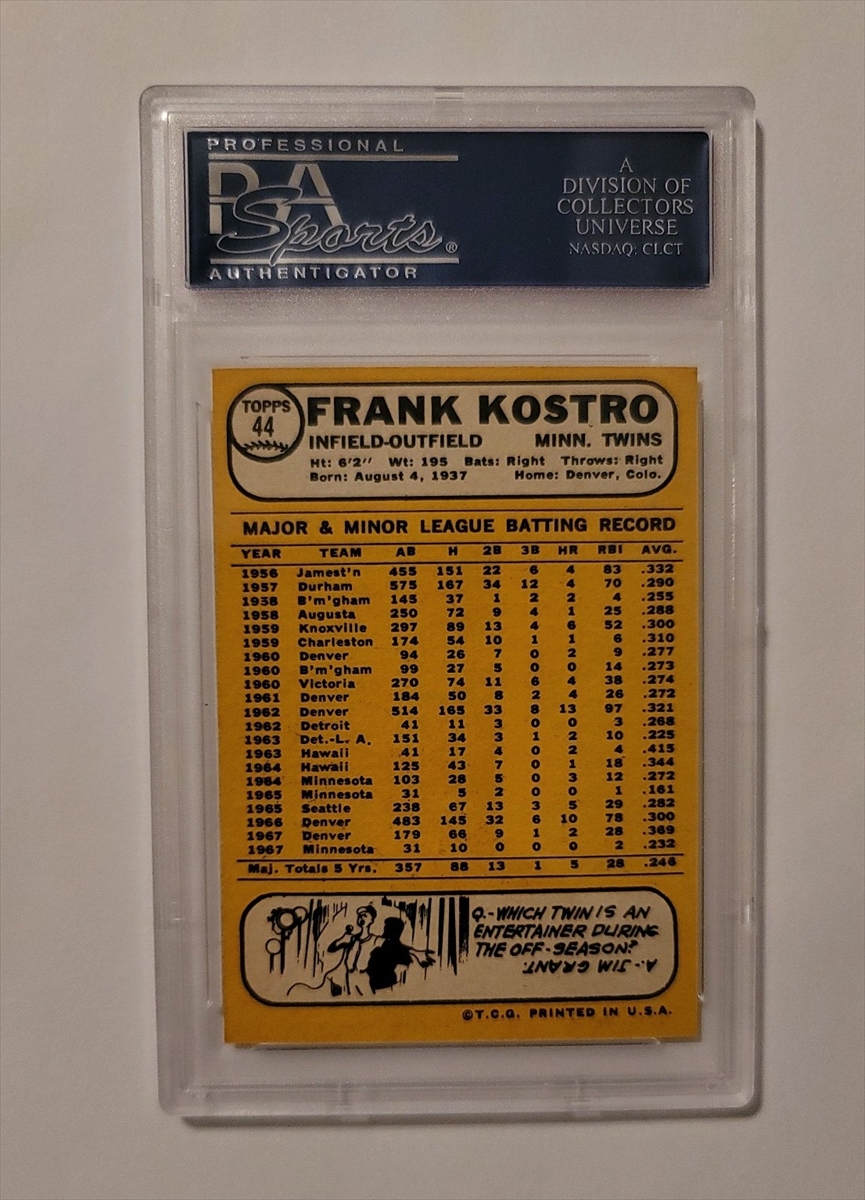 PROFESSIONAL
PSA
Sports®
AUTHENTICATOR
A
DIVISION OF
COLLECTORS
UNIVERSE
NASDAQ: CLCT
TOPPS
44
FRANK KOSTRO
INFIELD-OUTFIELD MINN. TWINS
Ht: 6'2" Wt: 195 Bats: Right Throws: Right
Born: August 4, 1937 Home: Denver, Colo.
MAJOR & MINOR LEAGUE BATTING RECORD
YEAR TEAM AB H 2B 3B HR RBI AVG.
1956 Jamest'n 455 151 22 6 4 83 .332
1957 Durham 575 167 34 12 4 70 .290
1958 B'm'gham 145 37 1 2 2 4 .255
1958 Augusta 250 72 9 4 1 25 .288
1959 Knoxville 297 89 13 4 6 52 .300
1959 Charleston 174 54 10 1 1 6 .310
1960 Denver 94 26 7 0 2 9 .277
1960 B'm'gham 99 27 5 0 0 14 .273
1960 Victoria 270 74 11 6 4 38 .274
1961 Denver 184 50 8 2 4 26 .272
1962 Denver 514 165 33 8 13 97 .321
1962 Detroit 41 11 3 0 0 3 .268
1963 Det.-L. A. 151 34 3 1 2 10 .225
1963 Hawaii 41 17 4 0 2 4 .415
1964 Hawaii 125 43 7 0 1 18 .344
1964 Minnesota 103 28 5 0 3 12 .272
1965 Minnesota 31 5 2 0 0 1 .161
1965 Seattle 238 67 13 3 5 29 .282
1966 Denver 483 145 32 6 10 78 .300
1967 Denver 179 66 9 1 2 28 .369
1967 Minnesota 31 10 0 0 0 2 .232
Maj. Totals 5 Yrs. 357 88 13 1 5 28 .246
Q.-WHICH TWIN IS AN
ENTERTAINER DURING
THE OFF-SEASON?
A.-JIM GRANT.
©T.C.G. PRINTED IN U.S.A.